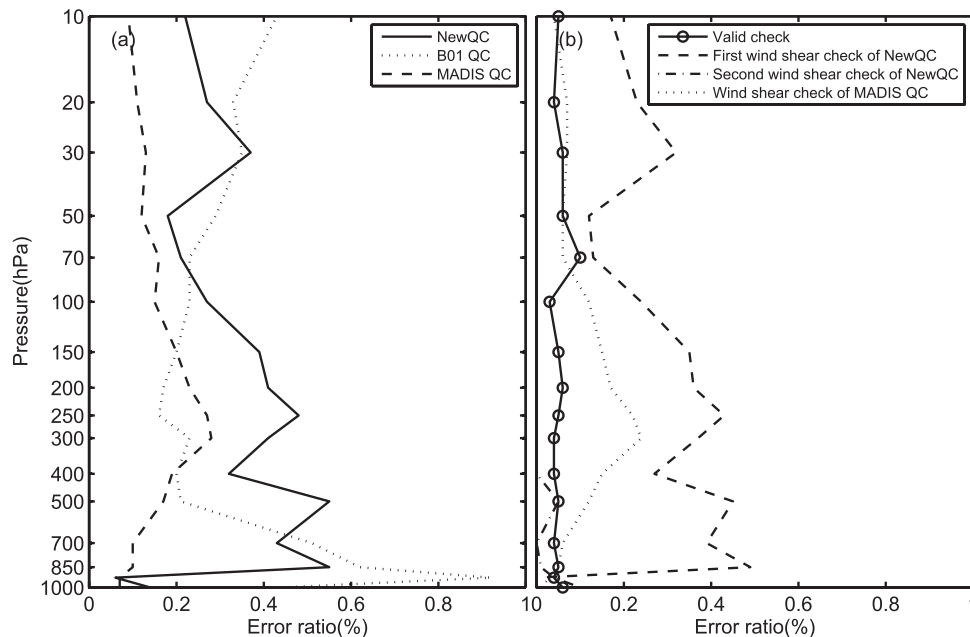 (a)
NewQC
B01 QC
MADIS QC
(b)
Valid check
First wind shear check of NewQC
Second wind shear check of NewQC
Wind shear check of MADIS QC
Pressure(hPa)
10
20
30
50
70
100
150
200
250
300
400
500
700
850
1000
0 0.2 0.4 0.6 0.8 1
0 0.2 0.4 0.6 0.8 1
Error ratio(%)
Error ratio(%)